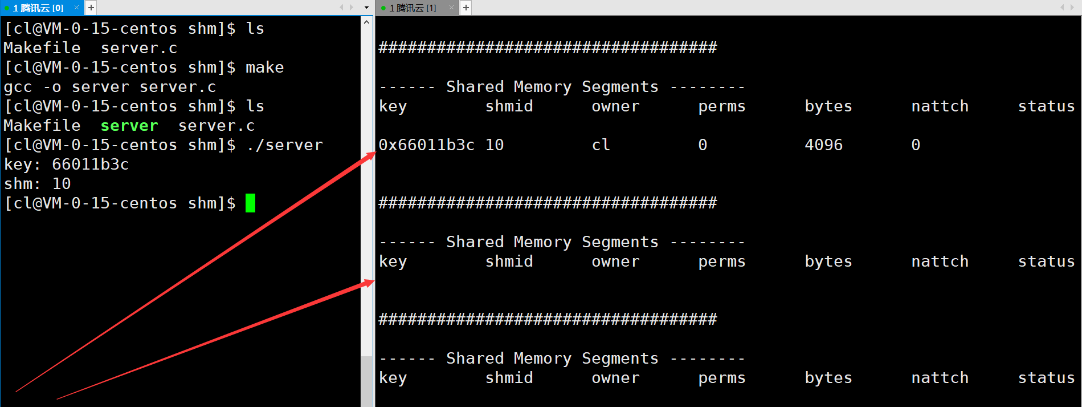 1 腾讯云 [0]
[cl@VM-0-15-centos shm]$ ls
Makefile  server.c
[cl@VM-0-15-centos shm]$ make
gcc -o server server.c
[cl@VM-0-15-centos shm]$ ls
Makefile  server  server.c
[cl@VM-0-15-centos shm]$ ./server
key: 66011b3c
shm: 10
[cl@VM-0-15-centos shm]$
1 腾讯云 [1]
###################################
------ Shared Memory Segments --------
key        shmid      owner      perms      bytes      nattch     status
0x66011b3c 10         cl         0          4096       0
###################################
------ Shared Memory Segments --------
key        shmid      owner      perms      bytes      nattch     status
###################################
------ Shared Memory Segments --------
key        shmid      owner      perms      bytes      nattch     status